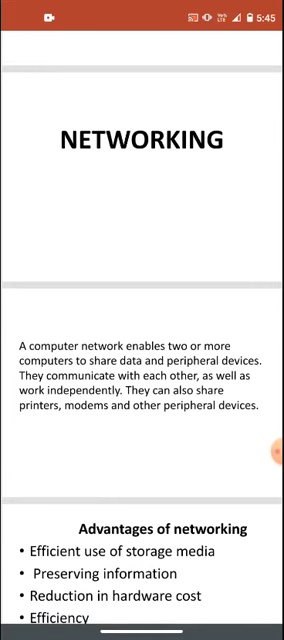 5:45
NETWORKING
A computer network enables two or more
computers to share data and peripheral devices.
They communicate with each other, as well as
work independently. They can also share
printers, modems and other peripheral devices.
Advantages of networking
• Efficient use of storage media
• Preserving information
• Reduction in hardware cost
• Efficiency